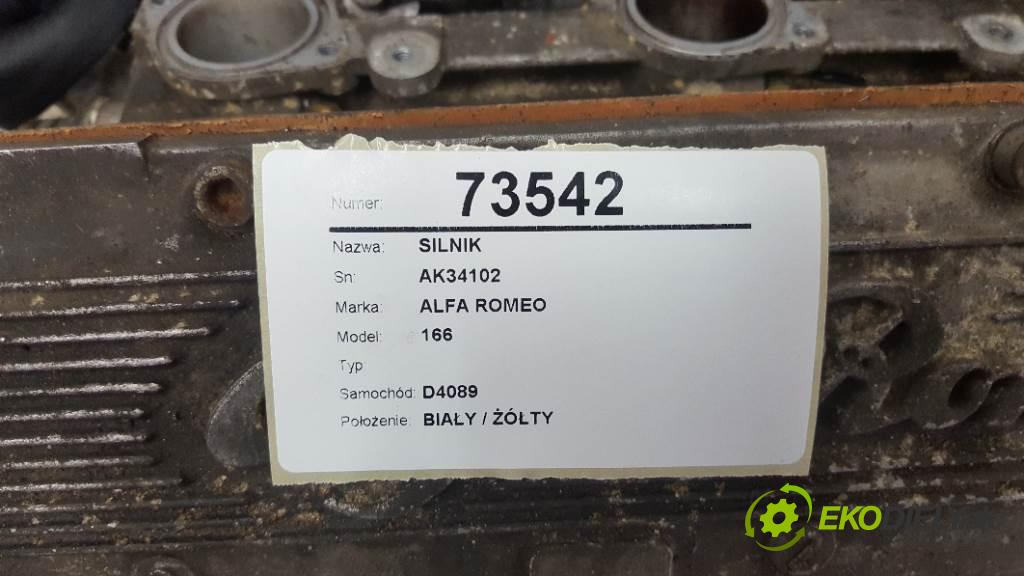 Numer: 73542
Nazwa: SILNIK
Sn: AK34102
Marka: ALFA ROMEO
Model: 166
Typ:
Samochód: D4089
Położenie: BIAŁY / ŻÓŁTY
EKO